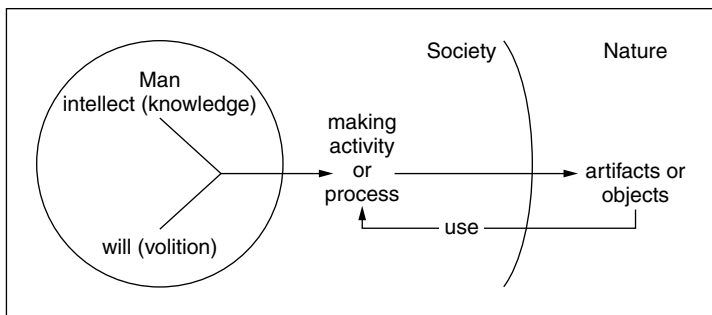 Society
Nature
Man
intellect (knowledge)
will (volition)
making
activity
or
process
artifacts or
objects
use